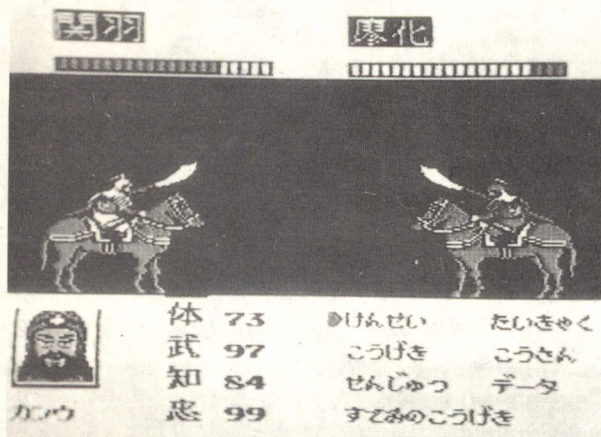 関羽 廖化
体 73 けんせい たいきゃく
武 97 こうげき こうさん
知 84 せんじゅつ データ
カンウ 忠 99 すてみのこうげき